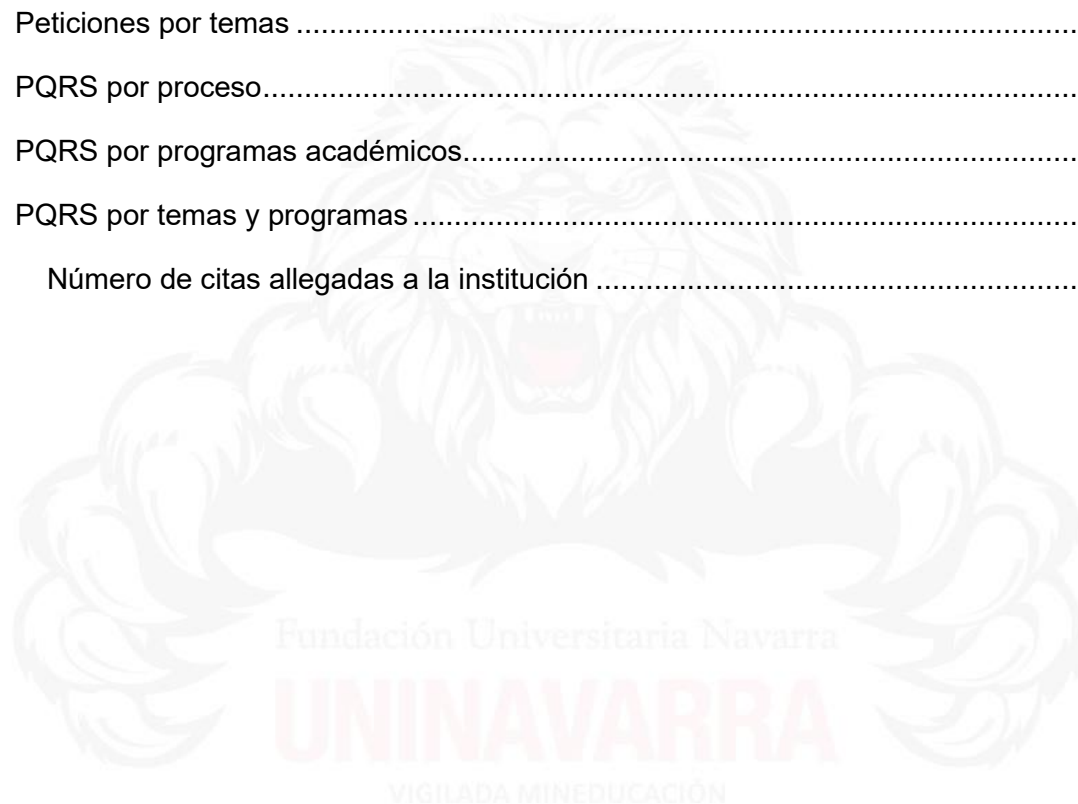 Peticiones por temas ................................................................................................
PQRS por proceso....................................................................................................
PQRS por programas académicos...........................................................................
PQRS por temas y programas .................................................................................
Número de citas allegadas a la institución ...........................................................
Fundación Universitaria Navarra
UNINAVARRA
VIGILADA MINEDUCACIÓN